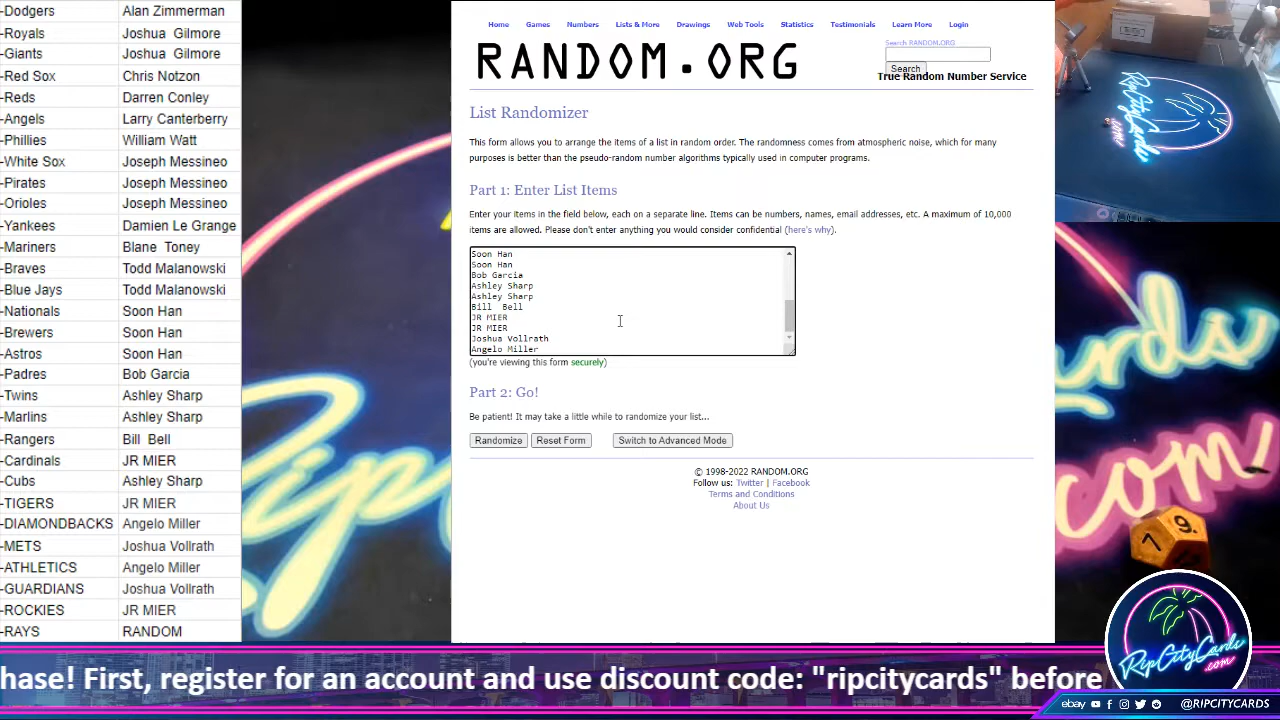 -Dodgers Alan Zimmerman
-Royals Joshua Gilmore
-Giants Joshua Gilmore
-Red Sox Chris Notzon
-Reds Darren Conley
-Angels Larry Canterberry
-Phillies William Watt
-White Sox Joseph Messineo
-Pirates Joseph Messineo
-Orioles Joseph Messineo
-Yankees Damien Le Grange
-Mariners Blane Toney
-Braves Todd Malanowski
-Blue Jays Todd Malanowski
-Nationals Soon Han
-Brewers Soon Han
-Astros Soon Han
-Padres Bob Garcia
-Twins Ashley Sharp
-Marlins Ashley Sharp
-Rangers Bill Bell
-Cardinals JR MIER
-Cubs Ashley Sharp
-TIGERS JR MIER
-DIAMONDBACKS Angelo Miller
-METS Joshua Vollrath
-ATHLETICS Angelo Miller
-GUARDIANS Joshua Vollrath
-ROCKIES JR MIER
-RAYS RANDOM
Home Games Numbers Lists & More Drawings Web Tools Statistics Testimonials Learn More Login
RANDOM.ORG
Search RANDOM.ORG
Search
True Random Number Service
List Randomizer
This form allows you to arrange the items of a list in random order. The randomness comes from atmospheric noise, which for many
purposes is better than the pseudo-random number algorithms typically used in computer programs.
Part 1: Enter List Items
Enter your items in the field below, each on a separate line. Items can be numbers, names, email addresses, etc. A maximum of 10,000
items are allowed. Please don't enter anything you would consider confidential (here's why).
Soon Han
Soon Han
Bob Garcia
Ashley Sharp
Ashley Sharp
Bill Bell
JR MIER
JR MIER
Joshua Vollrath
Angelo Miller
(you're viewing this form securely)
Part 2: Go!
Be patient! It may take a little while to randomize your list...
Randomize Reset Form Switch to Advanced Mode
© 1998-2022 RANDOM.ORG
Follow us: Twitter | Facebook
Terms and Conditions
About Us
RipCityCards
.com
hase! First, register for an account and use discount code: "ripcitycards" before
RipCityCards
.com
ebay @RIPCITYCARDS